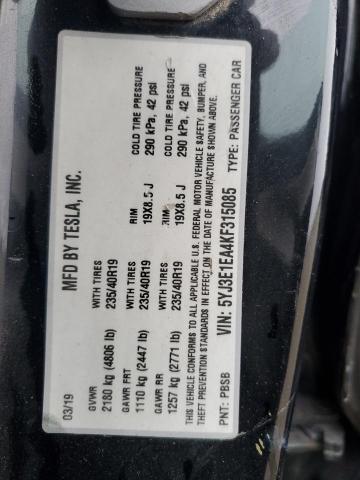 MFD BY TESLA, INC.
03/19
GVWR WITH TIRES RIM COLD TIRE PRESSURE
2180 kg (4806 lb) 235/40R19 19X8.5 J 290 kPa, 42 psi
GAWR FRT WITH TIRES RIM COLD TIRE PRESSURE
1110 kg (2447 lb) 235/40R19 19X8.5 J 290 kPa, 42 psi
GAWR RR WITH TIRES
1257 kg (2771 lb) 235/40R19
THIS VEHICLE CONFORMS TO ALL APPLICABLE U.S. FEDERAL MOTOR VEHICLE SAFETY, BUMPER, AND
THEFT PREVENTION STANDARDS IN EFFECT ON THE DATE OF MANUFACTURE SHOWN ABOVE.
VIN: 5YJ3E1EA4KF315085 TYPE: PASSENGER CAR
PNT: PBSB